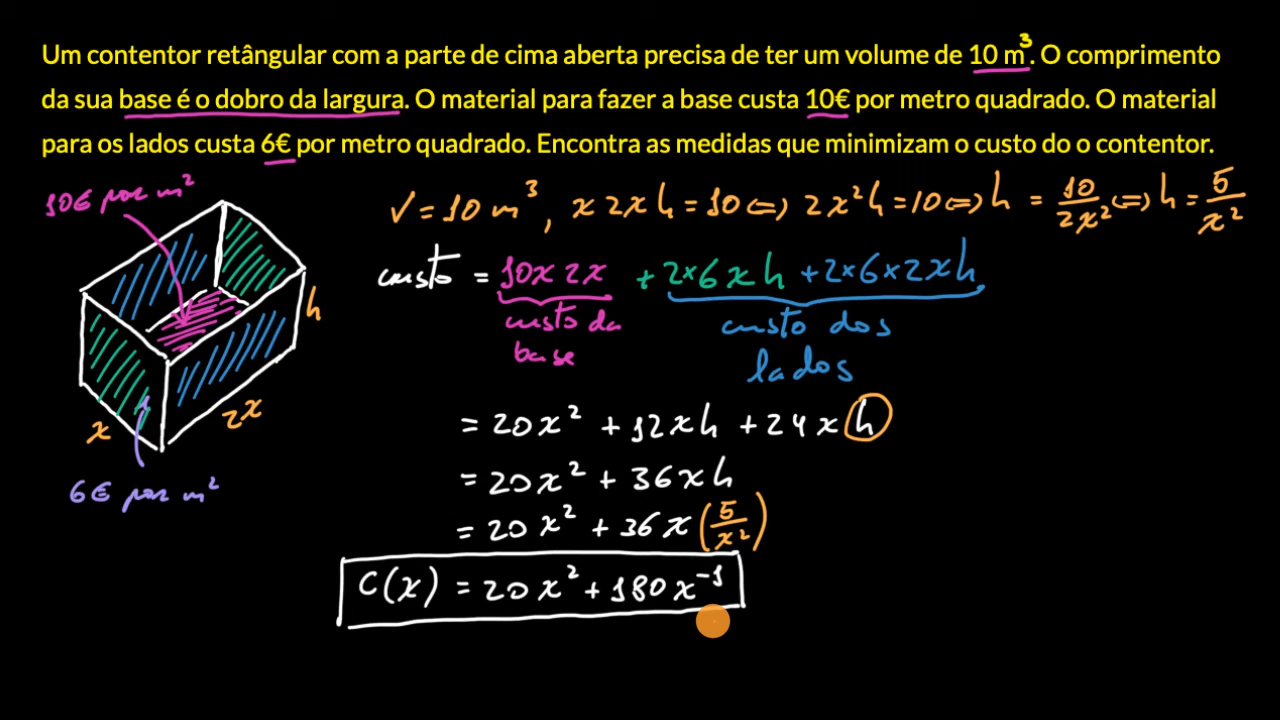 Um contentor retângular com a parte de cima aberta precisa de ter um volume de 10 m³. O comprimento
da sua base é o dobro da largura. O material para fazer a base custa 10€ por metro quadrado. O material
para os lados custa 6€ por metro quadrado. Encontra as medidas que minimizam o custo do o contentor.
10€ por m²
V = 10 m³, x 2x h = 10 ⇔ 2x²h = 10 ⇔ h = 10/2x² ⇔ h = 5/x²
custo = 10x 2x + 2×6 x h + 2×6×2xh
custo da base
custo dos lados
h
x
2x
6€ por m²
= 20x² + 12xh + 24xh
= 20x² + 36xh
= 20x² + 36x (5/x²)
C(x) = 20x² + 180x⁻¹